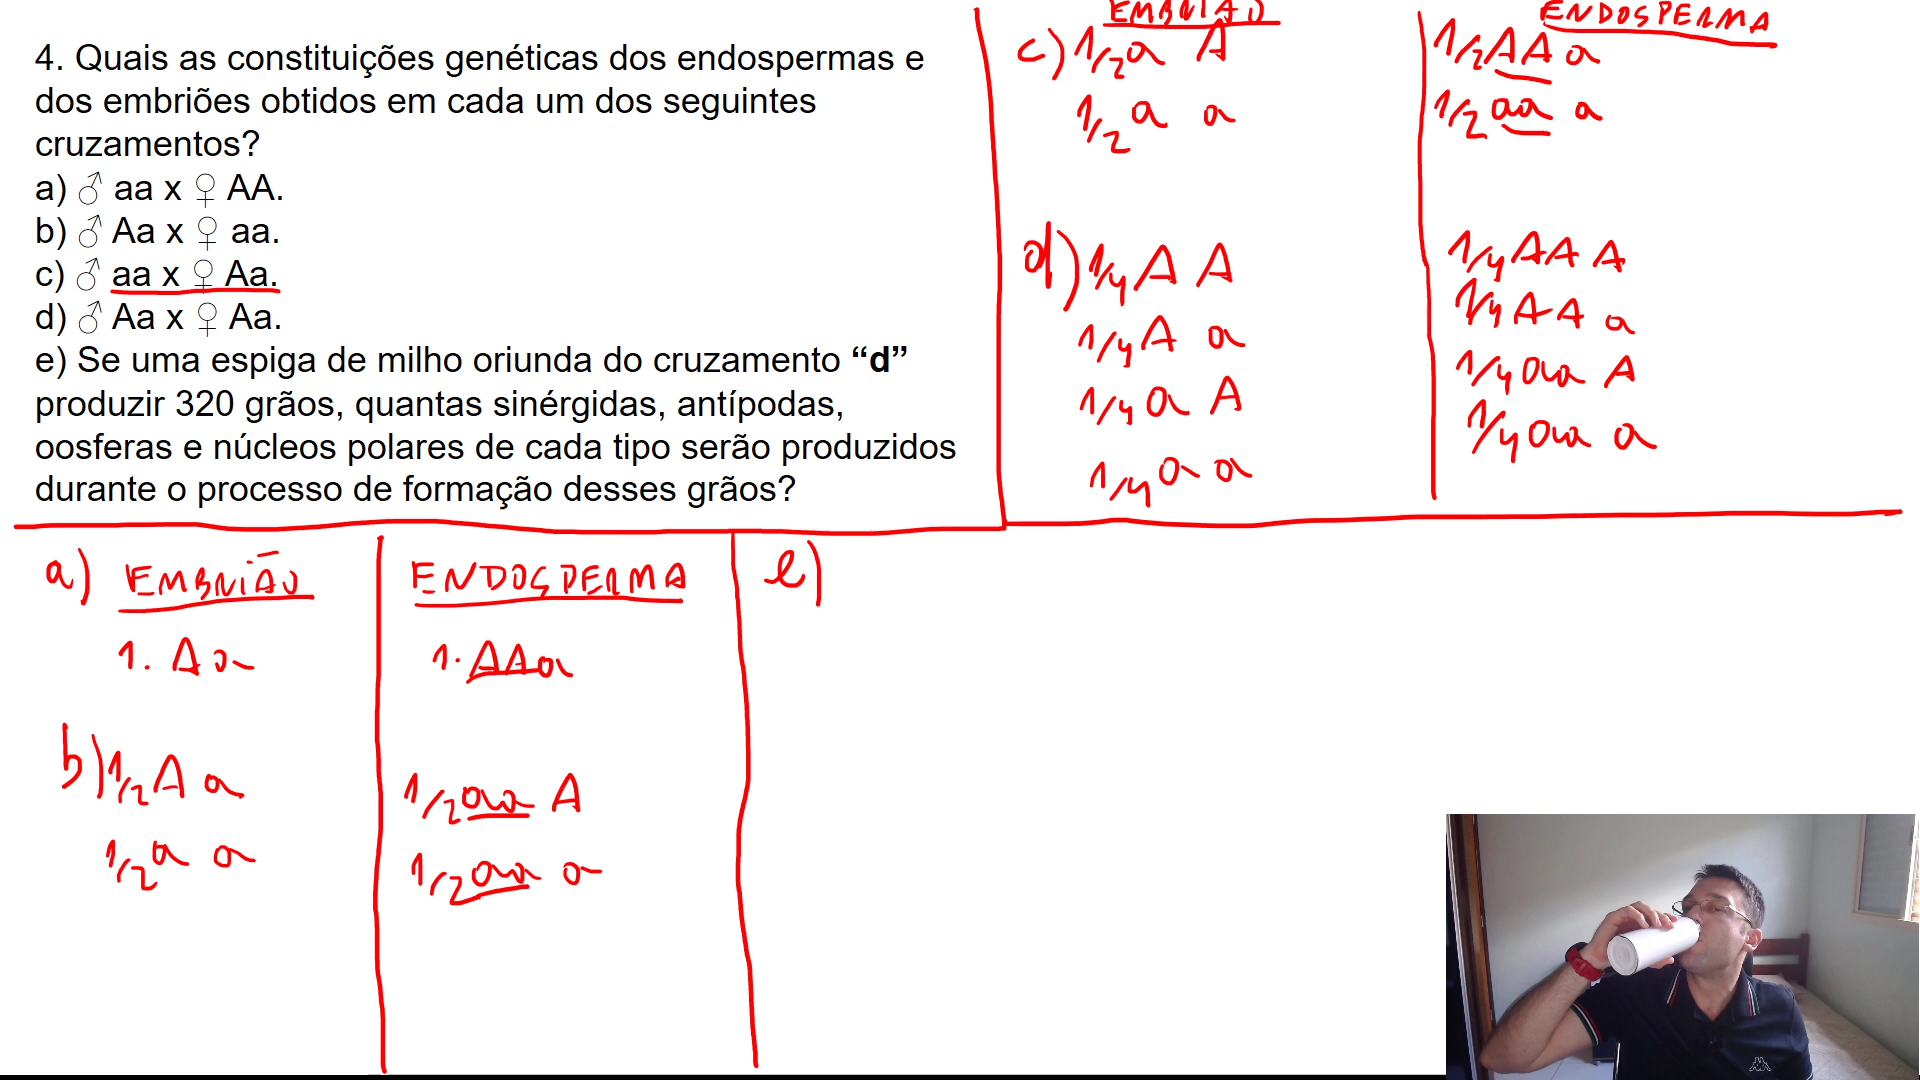 4. Quais as constituições genéticas dos endospermas e
dos embriões obtidos em cada um dos seguintes
cruzamentos?
a) ♂ aa x ♀ AA.
b) ♂ Aa x ♀ aa.
c) ♂ aa x ♀ Aa.
d) ♂ Aa x ♀ Aa.
e) Se uma espiga de milho oriunda do cruzamento “d”
produzir 320 grãos, quantas sinérgidas, antípodas,
oosferas e núcleos polares de cada tipo serão produzidos
durante o processo de formação desses grãos?
EMBRIÃO
c) 1/2 a A
1/2 a a
d) 1/4 A A
1/4 A a
1/4 a A
1/4 a a
ENDOSPERMA
1/2 AA a
1/2 aa a
1/4 AA A
1/4 AA a
1/4 aa A
1/4 aa a
a) EMBRIÃO
1. Aa
b) 1/2 A a
1/2 a a
ENDOSPERMA
1. AAa
1/2 aa A
1/2 aa a
e)